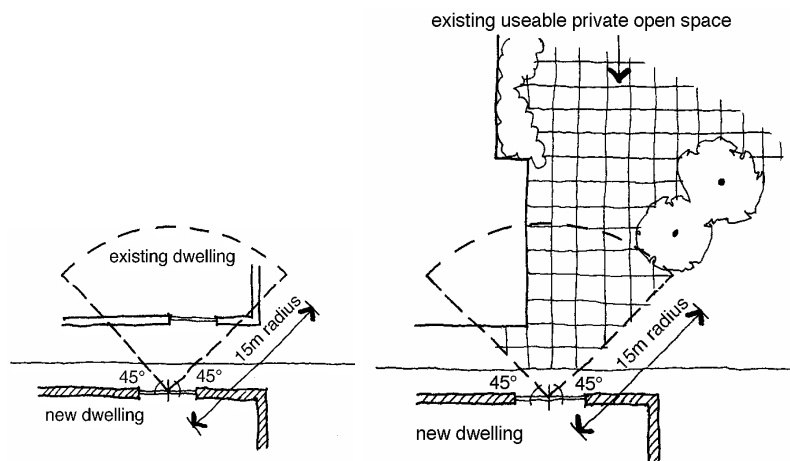 existing dwelling
15m radius
45° 45°
new dwelling
existing useable private open space
15m radius
45° 45°
new dwelling